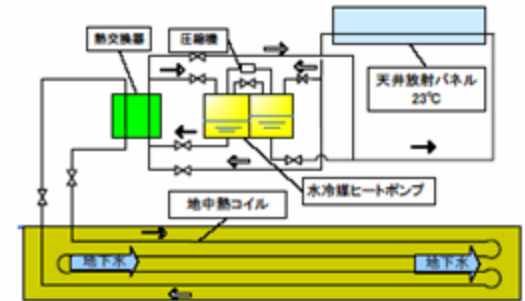 熱交換器
圧縮機
天井放射パネル
23℃
水冷媒ヒートポンプ
地中熱コイル
地下水
地下水